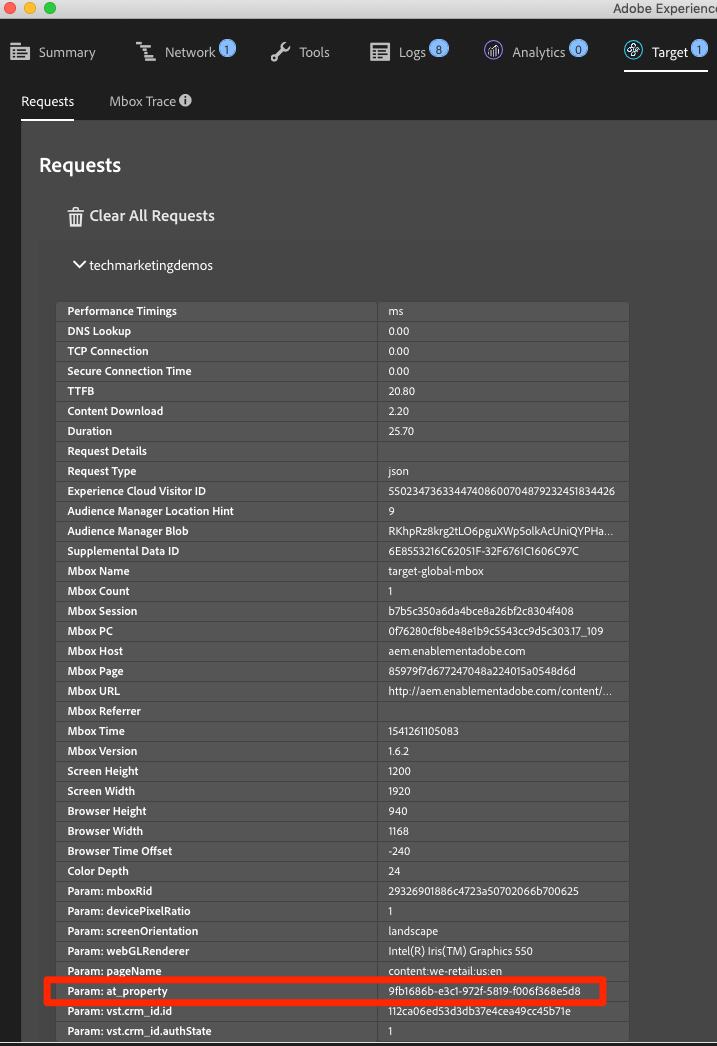 Adobe Experience
Summary Network 1 Tools Logs 8 Analytics 0 Target 1
Requests Mbox Trace
Requests
Clear All Requests
techmarketingdemos
Performance Timings ms
DNS Lookup 0.00
TCP Connection 0.00
Secure Connection Time 0.00
TTFB 20.80
Content Download 2.20
Duration 25.70
Request Details
Request Type json
Experience Cloud Visitor ID 55023473633447408600704879232451834426
Audience Manager Location Hint 9
Audience Manager Blob RKhpRz8krg2tLO6pguXWp5olkAcUniQYPHa...
Supplemental Data ID 6E8553216C62051F-32F6761C1606C97C
Mbox Name target-global-mbox
Mbox Count 1
Mbox Session b7b5c350a6da4bce8a26bf2c8304f408
Mbox PC 0f76280cf8be48e1b9c5543cc9d5c303.17_109
Mbox Host aem.enablementadobe.com
Mbox Page 85979f7d677247048a224015a0548d6d
Mbox URL http://aem.enablementadobe.com/content/...
Mbox Referrer
Mbox Time 1541261105083
Mbox Version 1.6.2
Screen Height 1200
Screen Width 1920
Browser Height 940
Browser Width 1168
Browser Time Offset -240
Color Depth 24
Param: mboxRid 29326901886c4723a50702066b700625
Param: devicePixelRatio 1
Param: screenOrientation landscape
Param: webGLRenderer Intel(R) Iris(TM) Graphics 550
Param: pageName content:we-retail:us:en
Param: at_property 9fb1686b-e3c1-972f-5819-f006f368e5d8
Param: vst.crm_id.id 112ca06ed53d3db37e4cea49cc45b71e
Param: vst.crm_id.authState 1